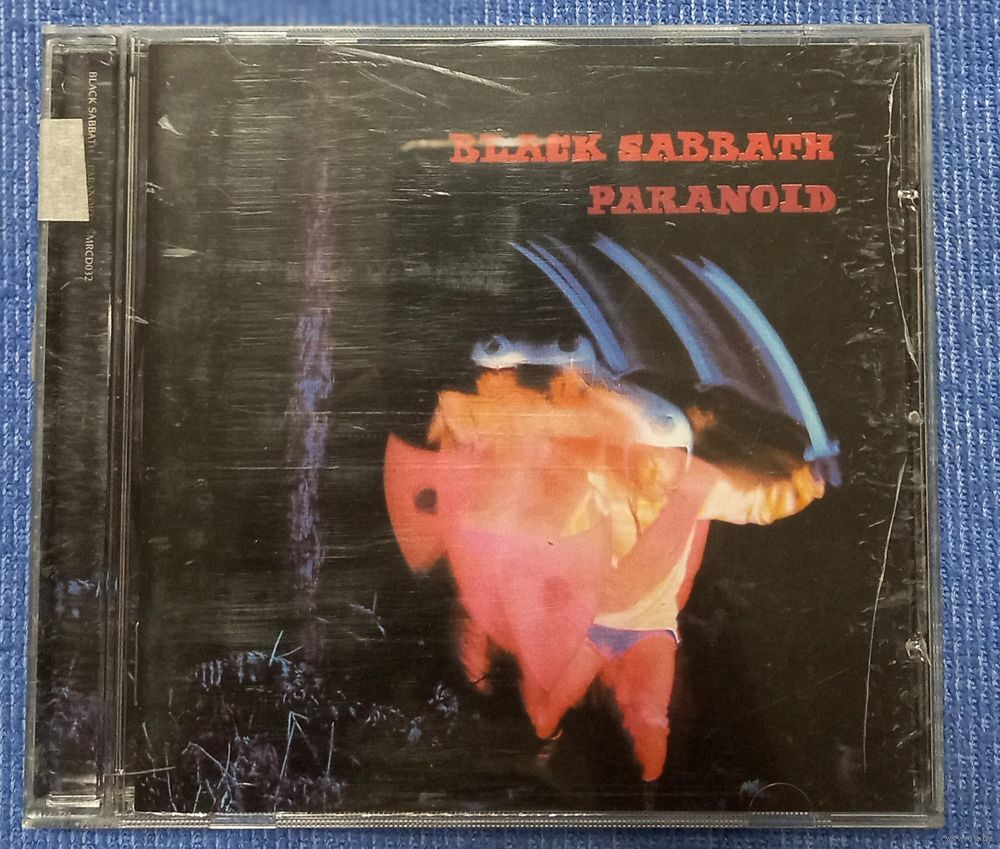 BLACK SABBATH
PARANOID
BLACK SABBATH
MRCD032